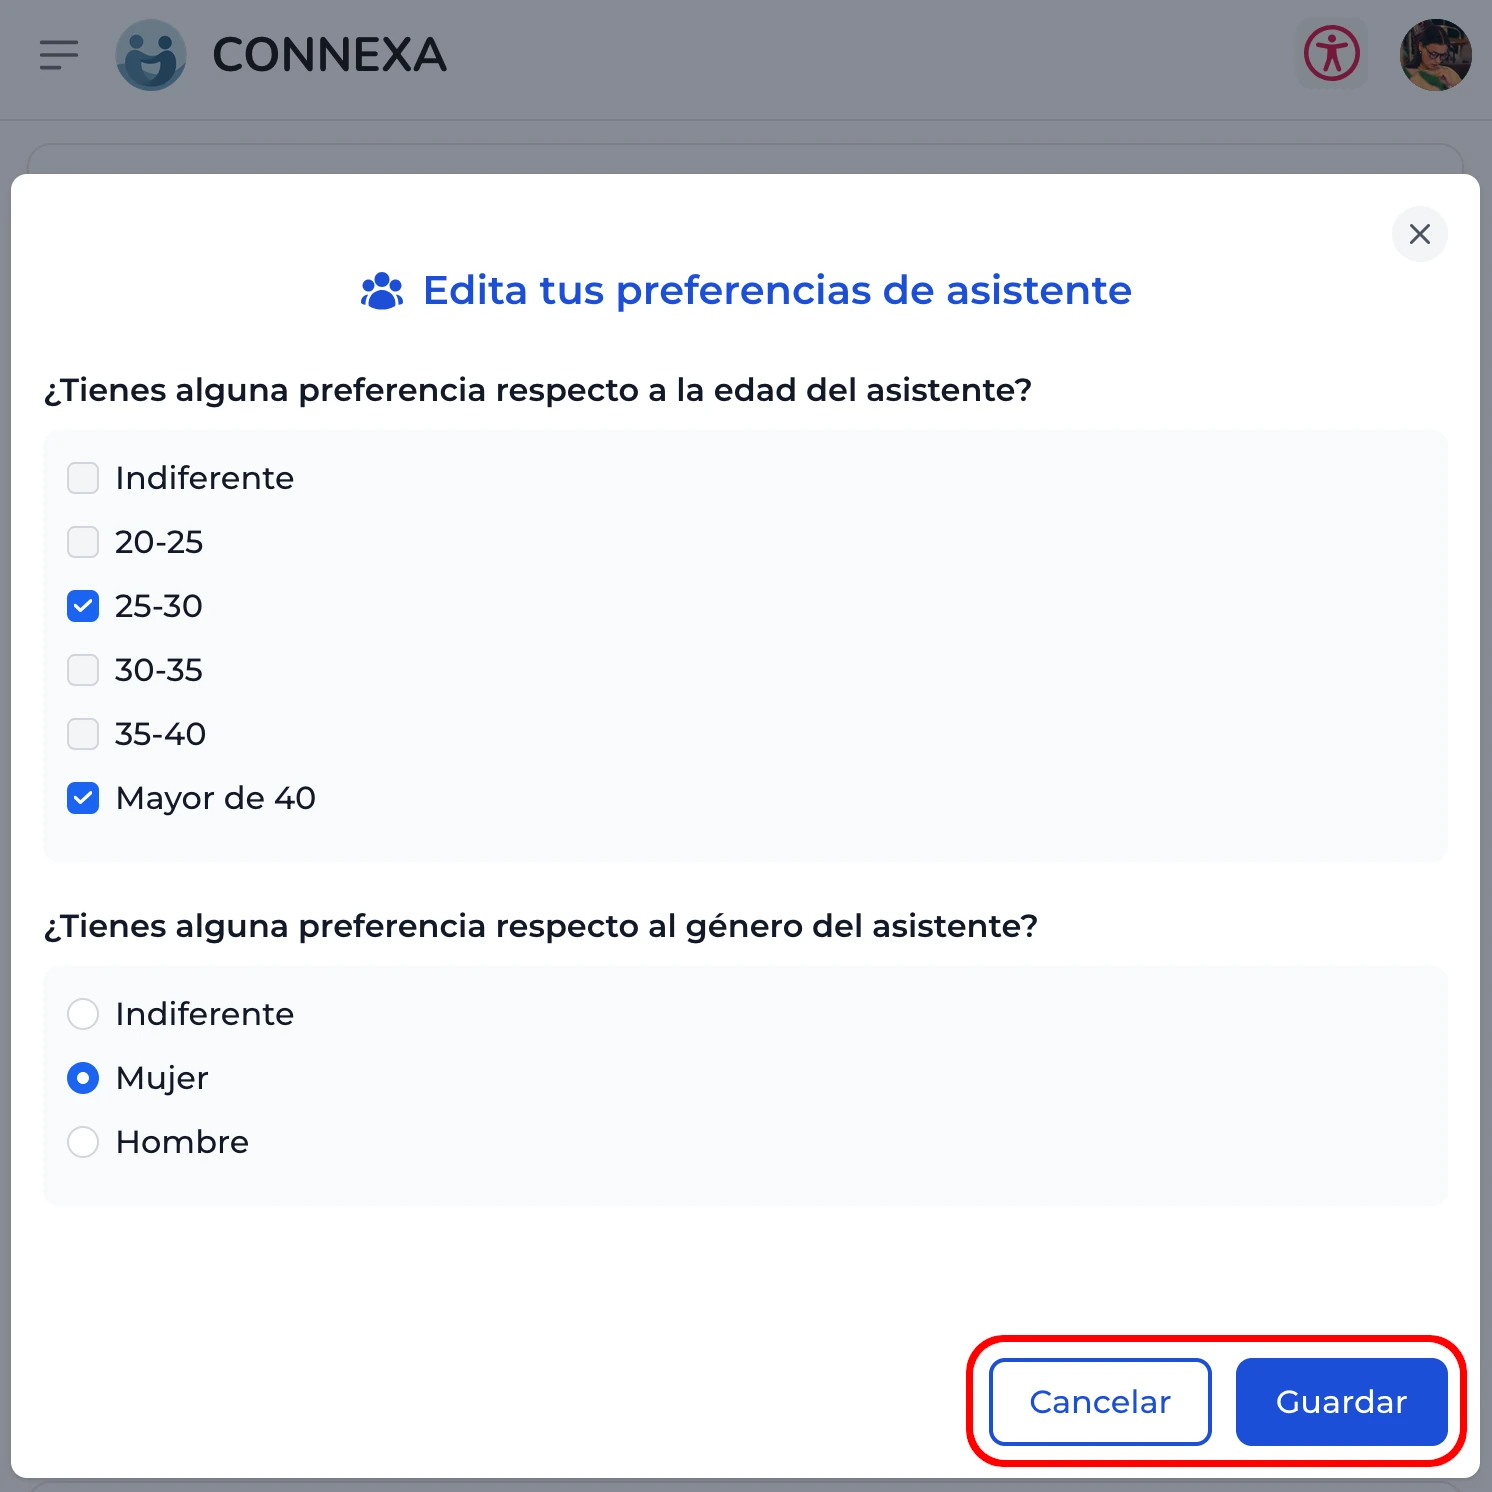 CONNEXA
Edita tus preferencias de asistente
¿Tienes alguna preferencia respecto a la edad del asistente?
Indiferente
20-25
25-30
30-35
35-40
Mayor de 40
¿Tienes alguna preferencia respecto al género del asistente?
Indiferente
Mujer
Hombre
Cancelar
Guardar